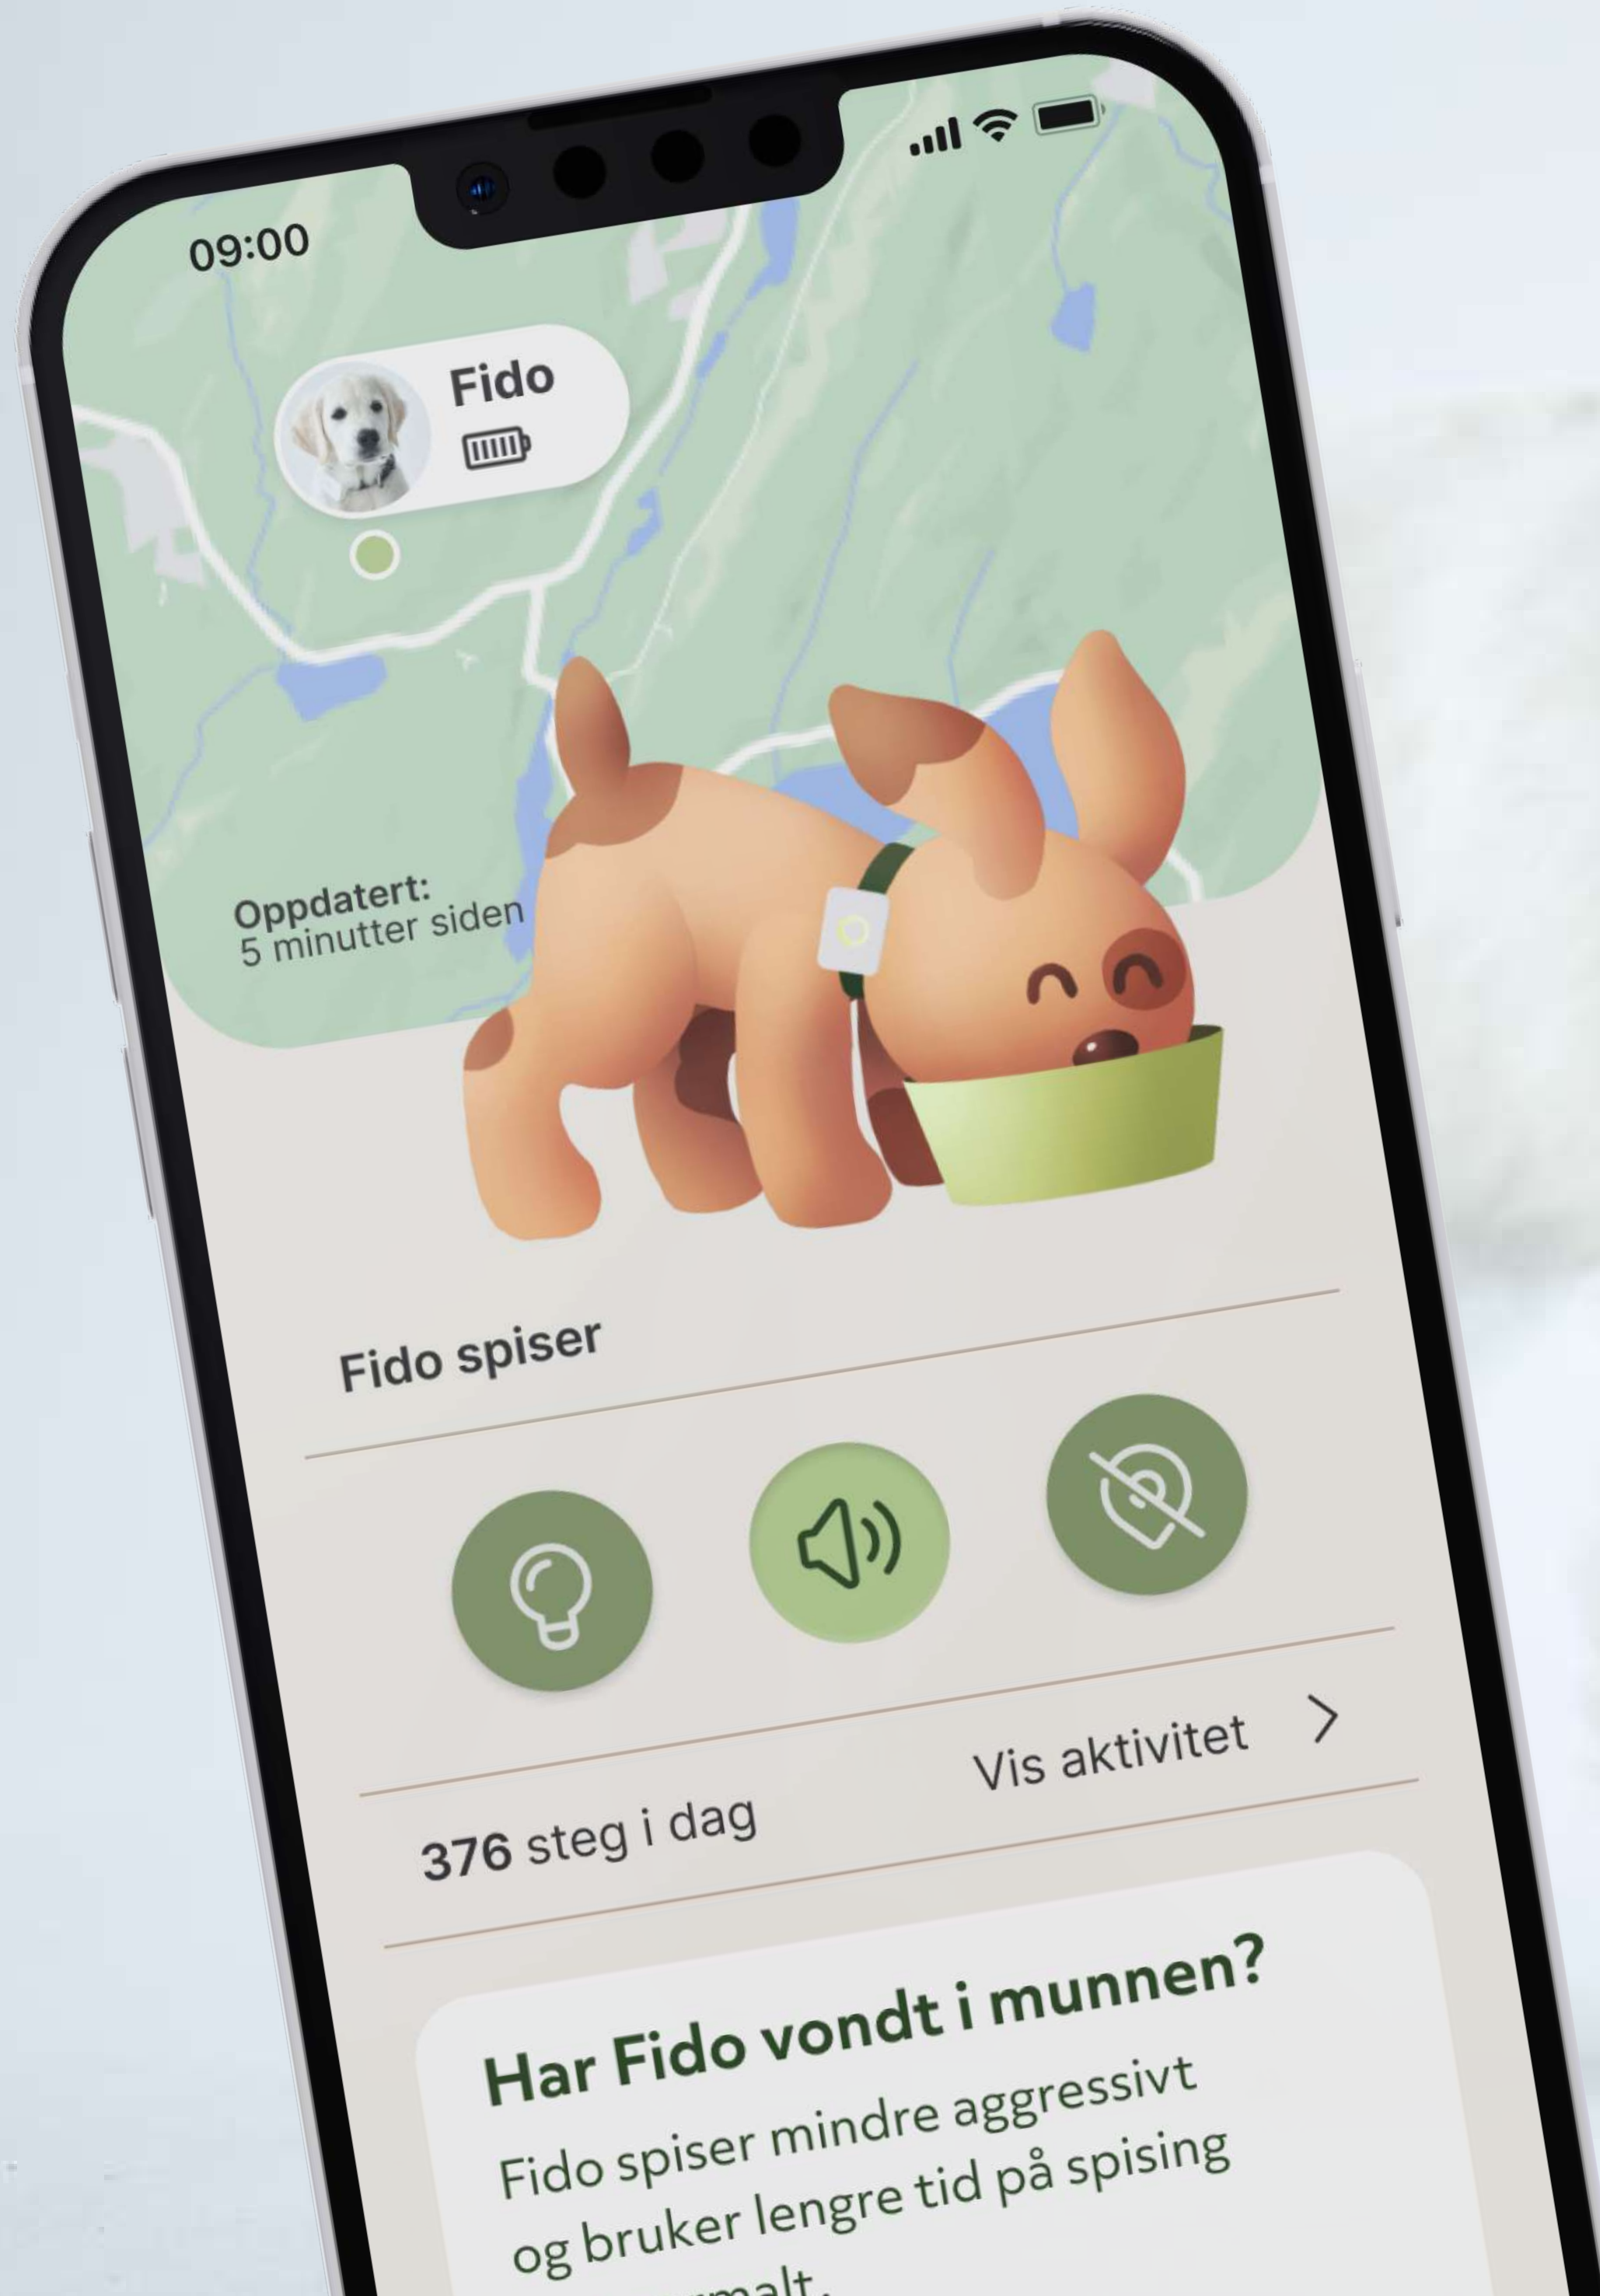 09:00
Fido
Oppdatert:
5 minutter siden
Fido spiser
376 steg i dag
Vis aktivitet
Har Fido vondt i munnen?
Fido spiser mindre aggressivt
og bruker lengre tid på spising